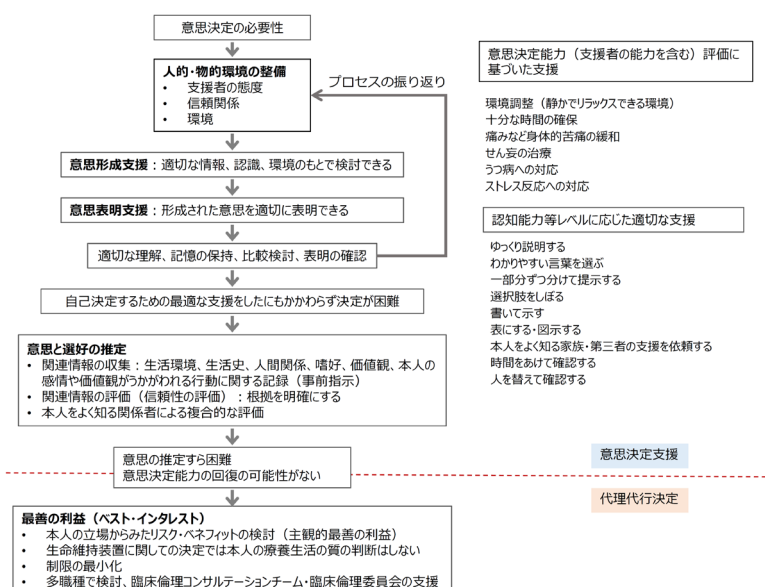 意思決定の必要性
人的・物的環境の整備
• 支援者の態度
• 信頼関係
• 環境
プロセスの振り返り
意思形成支援：適切な情報、認識、環境のもとで検討できる
意思表明支援：形成された意思を適切に表明できる
適切な理解、記憶の保持、比較検討、表明の確認
自己決定するための最適な支援をしたにもかかわらず決定が困難
意思と選好の推定
• 関連情報の収集：生活環境、生活史、人間関係、嗜好、価値観、本人の
感情や価値観がうかがわれる行動に関する記録（事前指示）
• 関連情報の評価（信頼性の評価）：根拠を明確にする
• 本人をよく知る関係者による複合的な評価
意思の推定すら困難
意思決定能力の回復の可能性がない
最善の利益（ベスト・インタレスト）
• 本人の立場からみたリスク・ベネフィットの検討（主観的最善の利益）
• 生命維持装置に関しての決定では本人の療養生活の質の判断はしない
• 制限の最小化
• 多職種で検討、臨床倫理コンサルテーションチーム・臨床倫理委員会の支援
意思決定能力（支援者の能力を含む）評価に
基づいた支援
環境調整（静かでリラックスできる環境）
十分な時間の確保
痛みなど身体的苦痛の緩和
せん妄の治療
うつ病への対応
ストレス反応への対応
認知能力等レベルに応じた適切な支援
ゆっくり説明する
わかりやすい言葉を選ぶ
一部分ずつ分けて提示する
選択肢をしぼる
書いて示す
表にする・図示する
本人をよく知る家族・第三者の支援を依頼する
時間をあけて確認する
人を替えて確認する
意思決定支援
代理代行決定